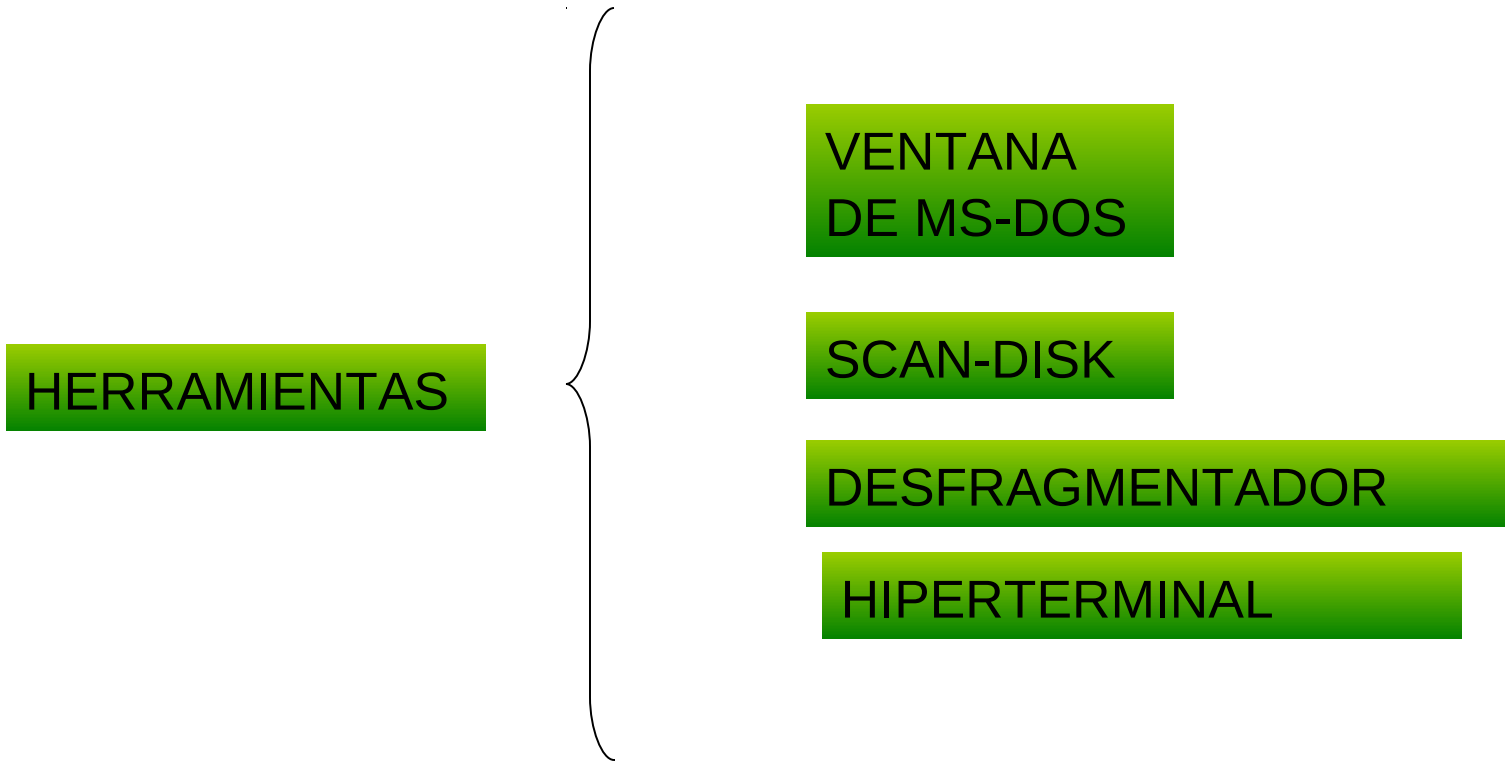 HERRAMIENTAS
VENTANA
DE MS-DOS
SCAN-DISK
DESFRAGMENTADOR
HIPERTERMINAL